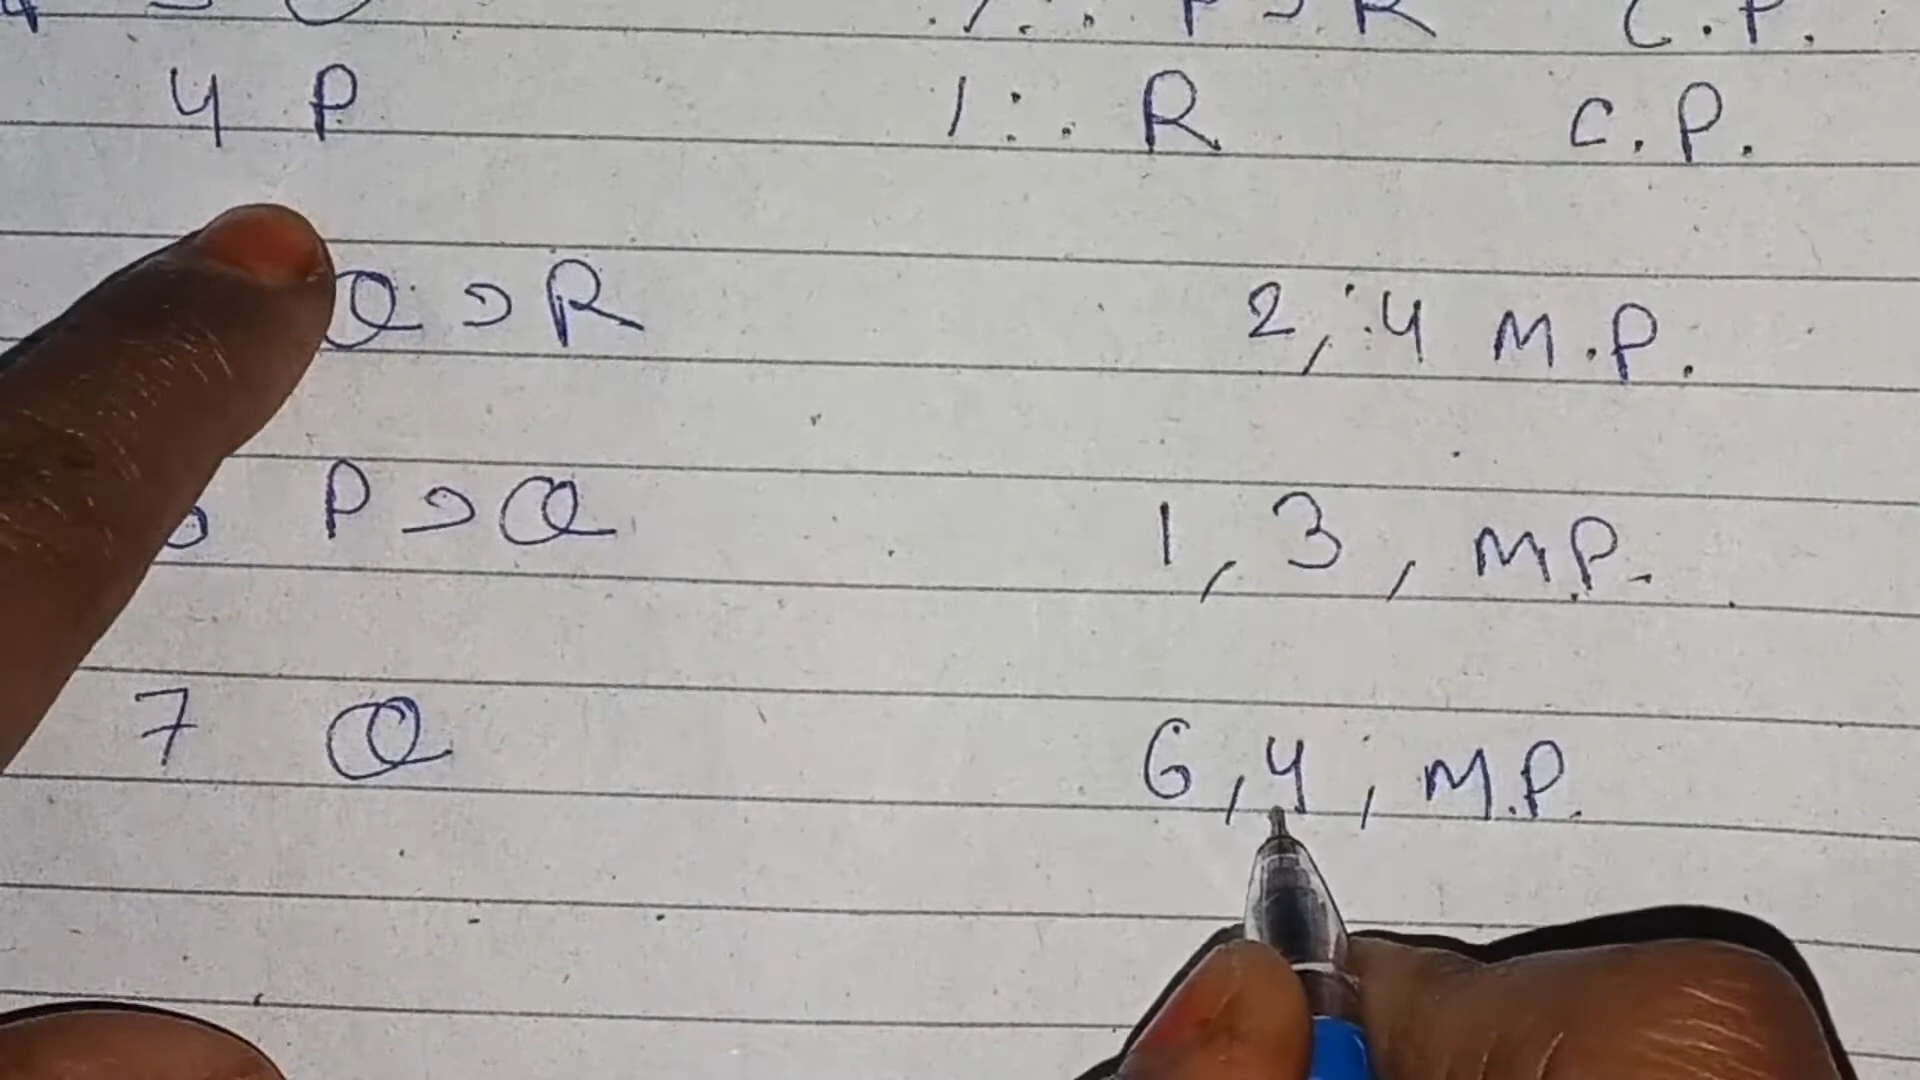 /∴ P ⊃ R C.P.
4 P /∴ R C.P.
Q ⊃ R 2, 4 M.P.
P ⊃ Q 1, 3, M.P.
7 Q 6, 4, M.P.